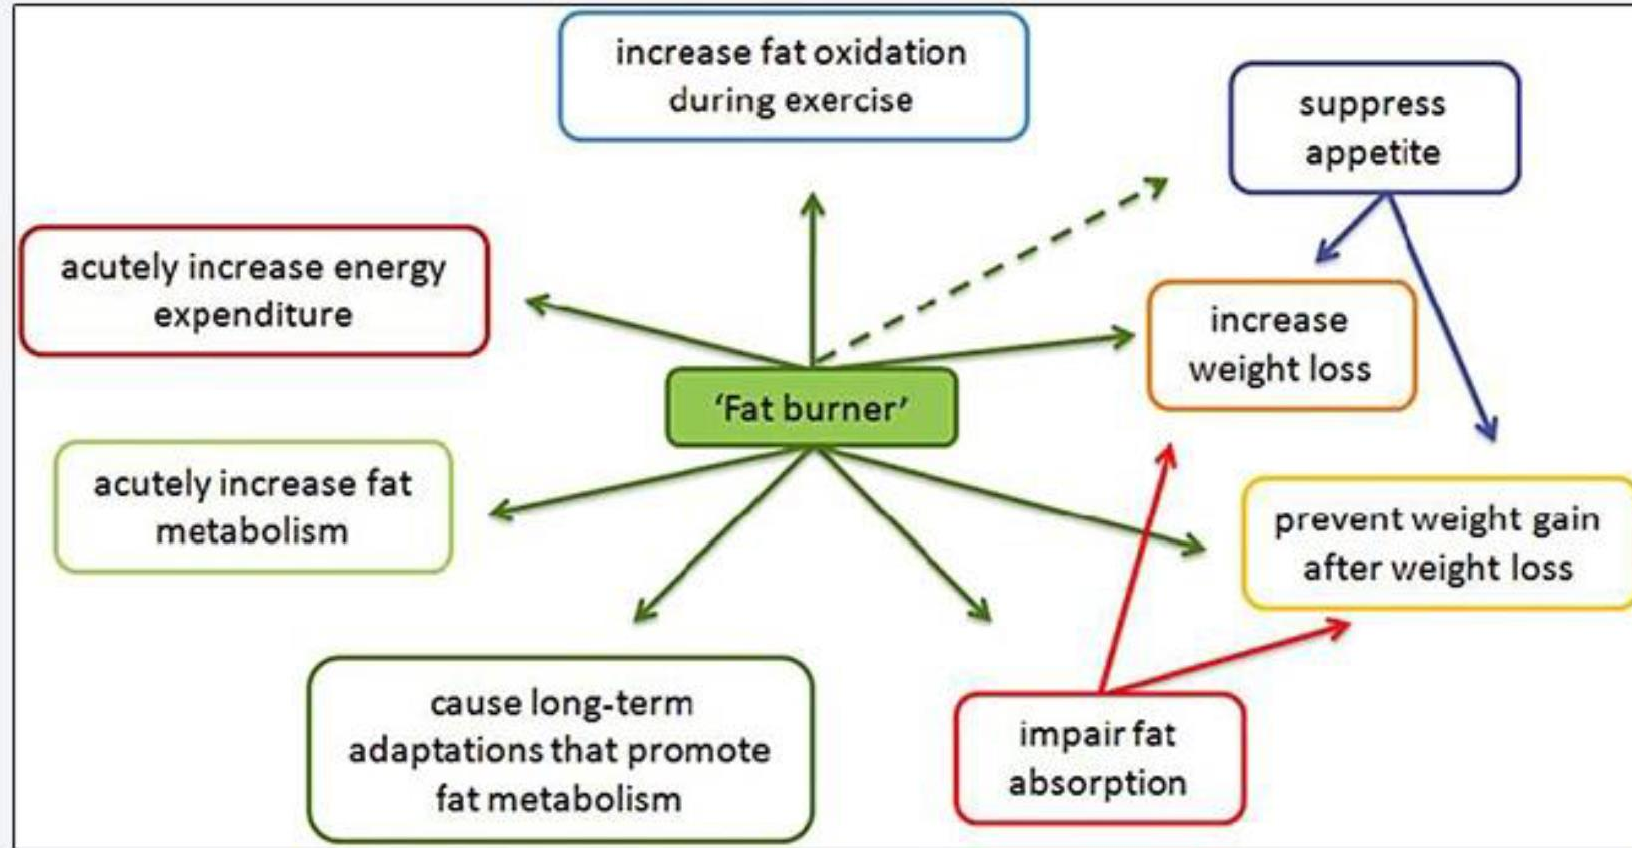 increase fat oxidation
during exercise
suppress
appetite
acutely increase energy
expenditure
increase
weight loss
‘Fat burner’
acutely increase fat
metabolism
prevent weight gain
after weight loss
cause long-term
adaptations that promote
fat metabolism
impair fat
absorption